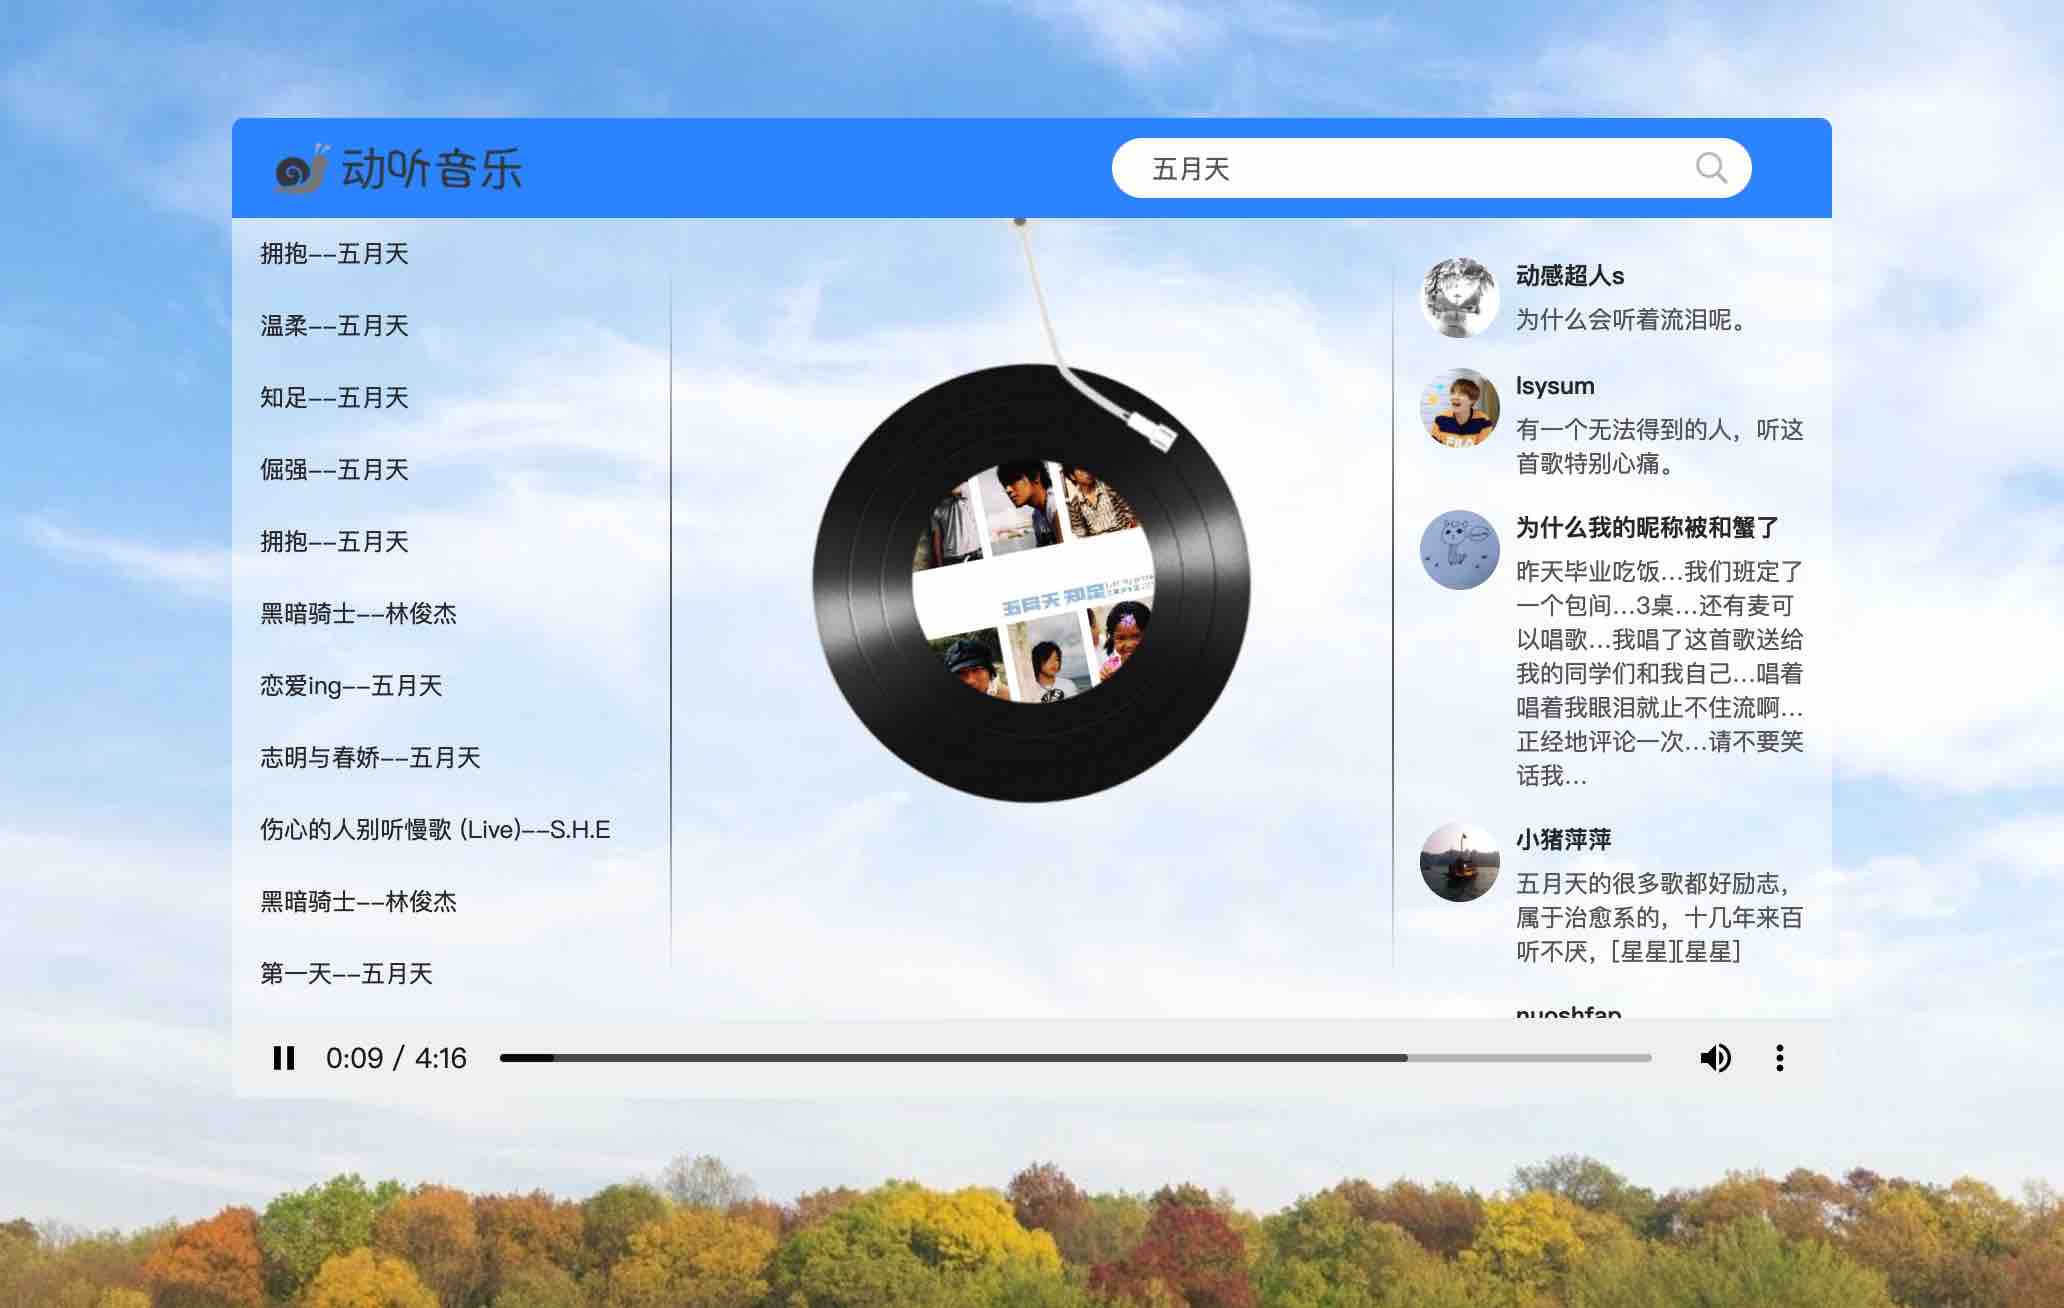 动听音乐
五月天
拥抱--五月天
温柔--五月天
知足--五月天
倔强--五月天
拥抱--五月天
黑暗骑士--林俊杰
恋爱ing--五月天
志明与春娇--五月天
伤心的人别听慢歌 (Live)--S.H.E
黑暗骑士--林俊杰
第一天--五月天
五月天 知足
动感超人s
为什么会听着流泪呢。
lsysum
有一个无法得到的人，听这
首歌特别心痛。
为什么我的昵称被和蟹了
昨天毕业吃饭...我们班定了
一个包间...3桌...还有麦可
以唱歌...我唱了这首歌送给
我的同学们和我自己...唱着
唱着我眼泪就止不住流啊...
正经地评论一次...请不要笑
话我...
小猪萍萍
五月天的很多歌都好励志，
属于治愈系的，十几年来百
听不厌，[星星][星星]
nuoshfap
0:09 / 4:16